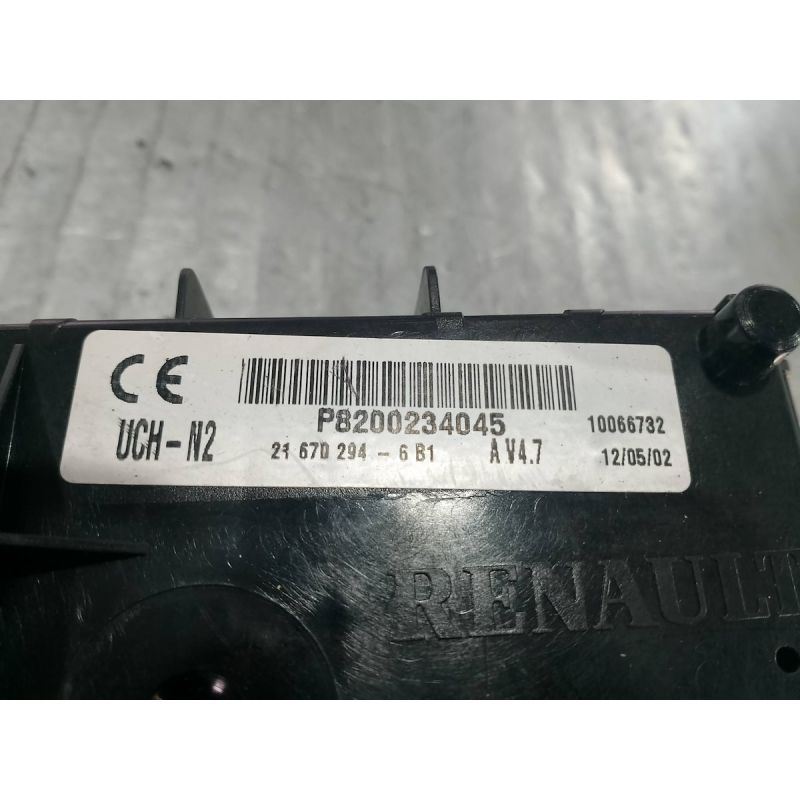 CE
P8200234045
10066732
UCH-N2
21 670 294 - 6 B1
A V4.7
12/05/02
RENAULT